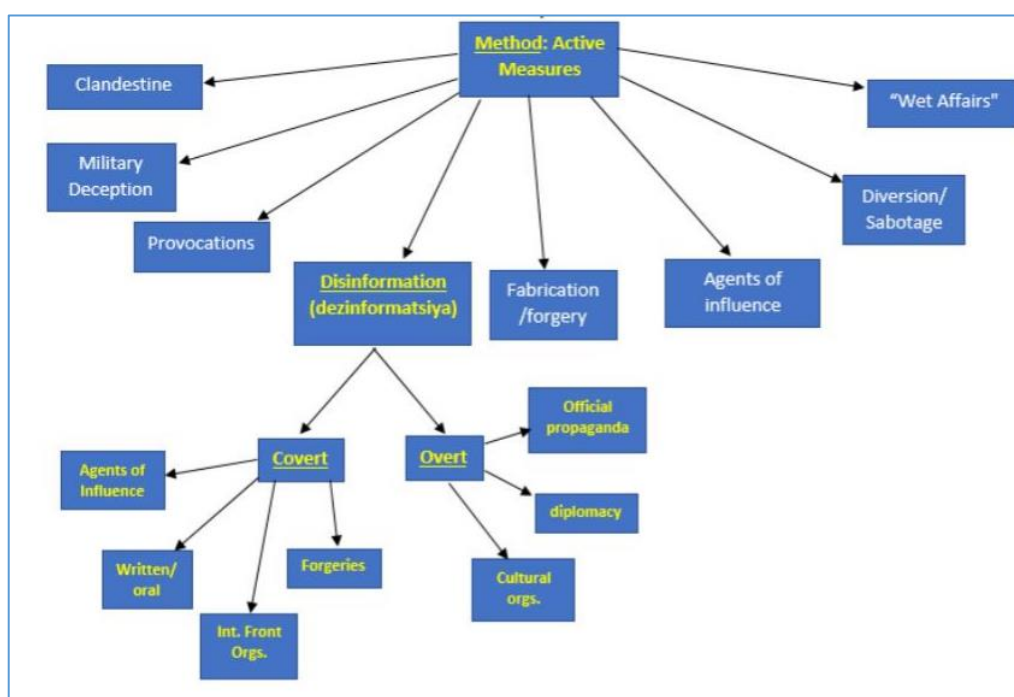 Method: Active
Measures
Clandestine
"Wet Affairs"
Military
Deception
Diversion/
Sabotage
Provocations
Disinformation
(dezinformatsiya)
Fabrication
/forgery
Agents of
influence
Official
propaganda
Covert
Overt
Agents of
Influence
diplomacy
Written/
oral
Forgeries
Cultural
orgs.
Int. Front
Orgs.